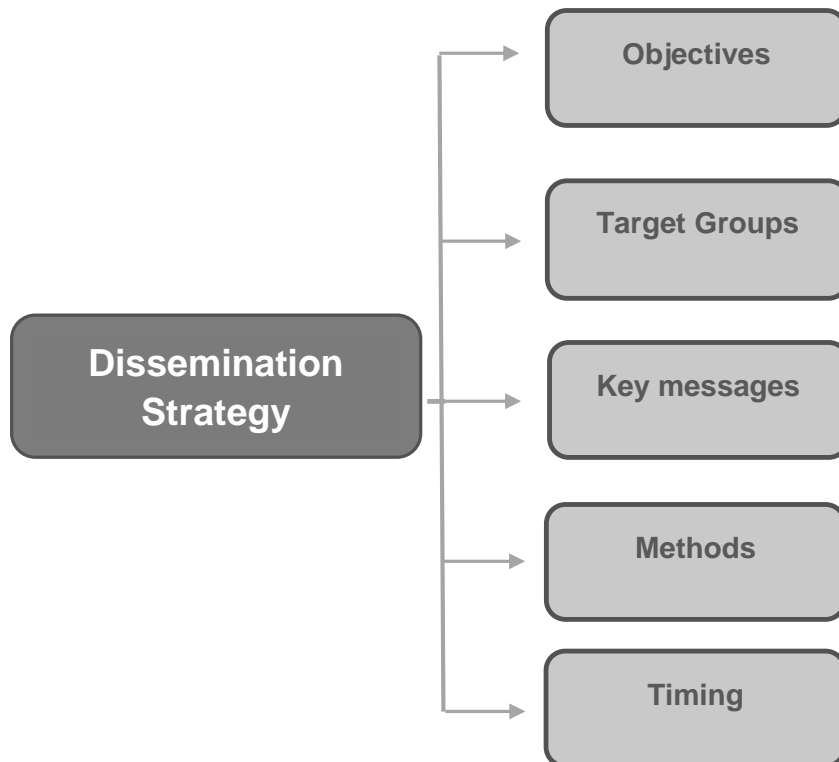 Objectives
Target Groups
Dissemination
Strategy
Key messages
Methods
Timing